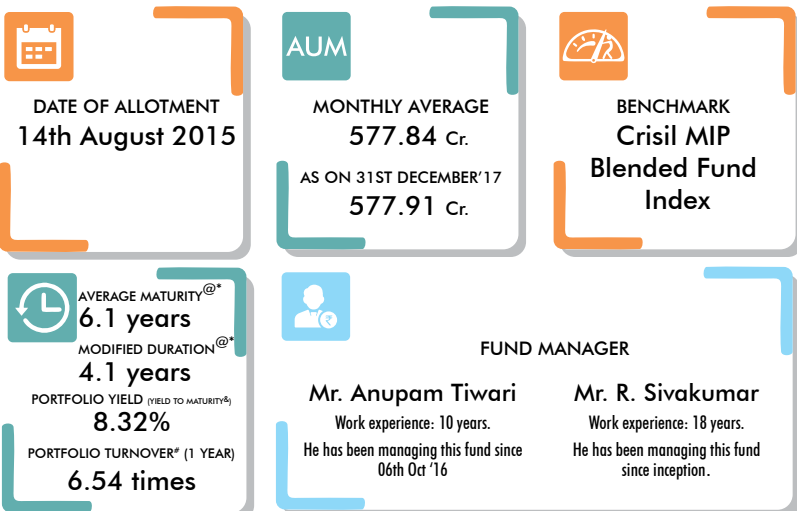 DATE OF ALLOTMENT
14th August 2015
AUM
MONTHLY AVERAGE
577.84 Cr.
AS ON 31ST DECEMBER'17
577.91 Cr.
BENCHMARK
Crisil MIP
Blended Fund
Index
AVERAGE MATURITY@*
6.1 years
MODIFIED DURATION@*
4.1 years
PORTFOLIO YIELD (YIELD TO MATURITY&)
8.32%
PORTFOLIO TURNOVER# (1 YEAR)
6.54 times
₹
FUND MANAGER
Mr. Anupam Tiwari
Work experience: 10 years.
He has been managing this fund since
06th Oct '16
Mr. R. Sivakumar
Work experience: 18 years.
He has been managing this fund
since inception.